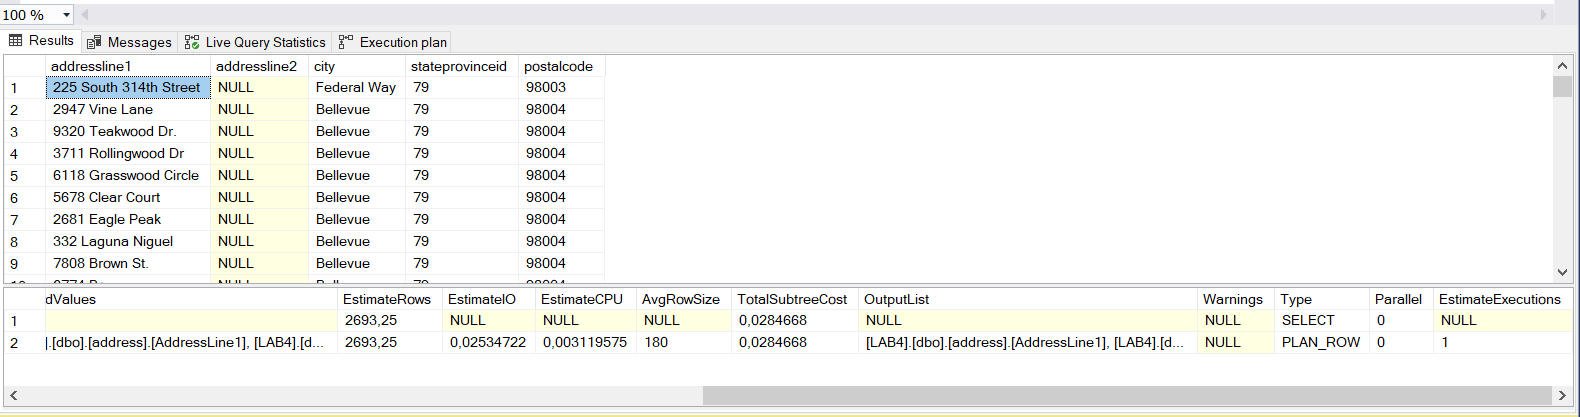 100 %
Results Messages Live Query Statistics Execution plan
addressline1 addressline2 city stateprovinceid postalcode
1 225 South 314th Street NULL Federal Way 79 98003
2 2947 Vine Lane NULL Bellevue 79 98004
3 9320 Teakwood Dr. NULL Bellevue 79 98004
4 3711 Rollingwood Dr NULL Bellevue 79 98004
5 6118 Grasswood Circle NULL Bellevue 79 98004
6 5678 Clear Court NULL Bellevue 79 98004
7 2681 Eagle Peak NULL Bellevue 79 98004
8 332 Laguna Niguel NULL Bellevue 79 98004
9 7808 Brown St. NULL Bellevue 79 98004
dValues EstimateRows EstimateIO EstimateCPU AvgRowSize TotalSubtreeCost OutputList Warnings Type Parallel EstimateExecutions
1 2693,25 NULL NULL NULL 0,0284668 NULL NULL SELECT 0 NULL
2 ].[dbo].[address].[AddressLine1], [LAB4].[d... 2693,25 0,02534722 0,003119575 180 0,0284668 [LAB4].[dbo].[address].[AddressLine1], [LAB4].[d... NULL PLAN_ROW 0 1